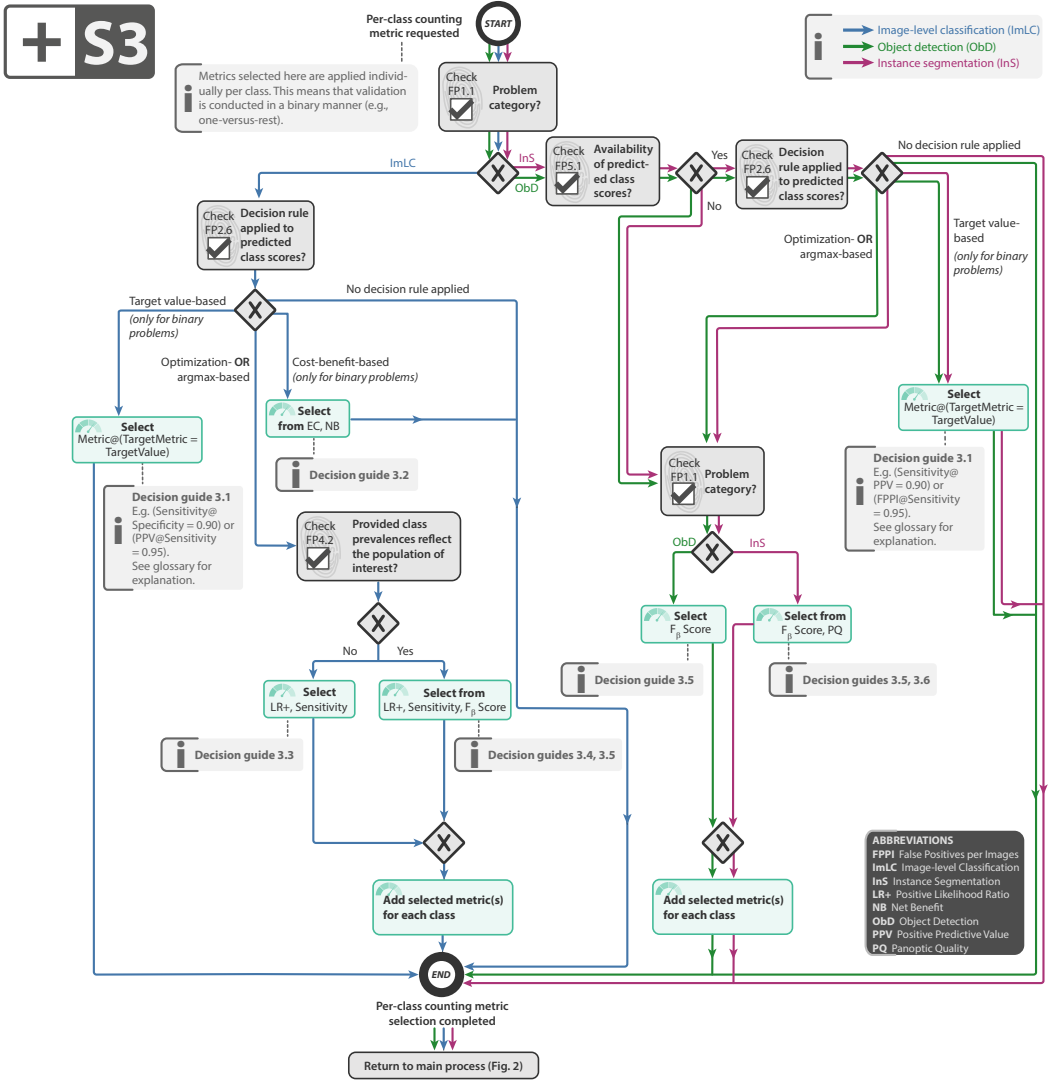 + S3
Per-class counting
metric requested
START
Image-level classification (ImLC)
Object detection (ObD)
Instance segmentation (InS)
Metrics selected here are applied individ-
ually per class. This means that validation
is conducted in a binary manner (e.g.,
one-versus-rest).
Check
FP1.1
Problem
category?
ImLC
InS
ObD
X
Check
FP5.1
Availability
of predict-
ed class
scores?
X
Yes
No
Check
FP2.6
Decision
rule applied
to predicted
class scores?
X
No decision rule applied
Optimization- OR
argmax-based
Target value-
based
(only for binary
problems)
Check
FP2.6
Decision rule
applied to
predicted
class scores?
X
No decision rule applied
Target value-based
(only for binary
problems)
Optimization- OR
argmax-based
Cost-benefit-based
(only for binary problems)
Select
Metric@(TargetMetric =
TargetValue)
Select
from EC, NB
Decision guide 3.2
Decision guide 3.1
E.g. (Sensitivity@
Specificity = 0.90) or
(PPV@Sensitivity
= 0.95).
See glossary for
explanation.
Check
FP4.2
Provided class
prevalences reflect
the population of
interest?
X
No
Yes
Select
LR+, Sensitivity
Select from
LR+, Sensitivity, Fβ Score
Decision guide 3.3
Decision guides 3.4, 3.5
X
Add selected metric(s)
for each class
Select
Metric@(TargetMetric =
TargetValue)
Decision guide 3.1
E.g. (Sensitivity@
PPV = 0.90) or
(FPPI@Sensitivity
= 0.95).
See glossary for
explanation.
Check
FP1.1
Problem
category?
X
ObD
InS
Select
Fβ Score
Select from
Fβ Score, PQ
Decision guide 3.5
Decision guides 3.5, 3.6
X
Add selected metric(s)
for each class
ABBREVIATIONS
FPPI False Positives per Images
ImLC Image-level Classification
InS Instance Segmentation
LR+ Positive Likelihood Ratio
NB Net Benefit
ObD Object Detection
PPV Positive Predictive Value
PQ Panoptic Quality
END
Per-class counting metric
selection completed
Return to main process (Fig. 2)